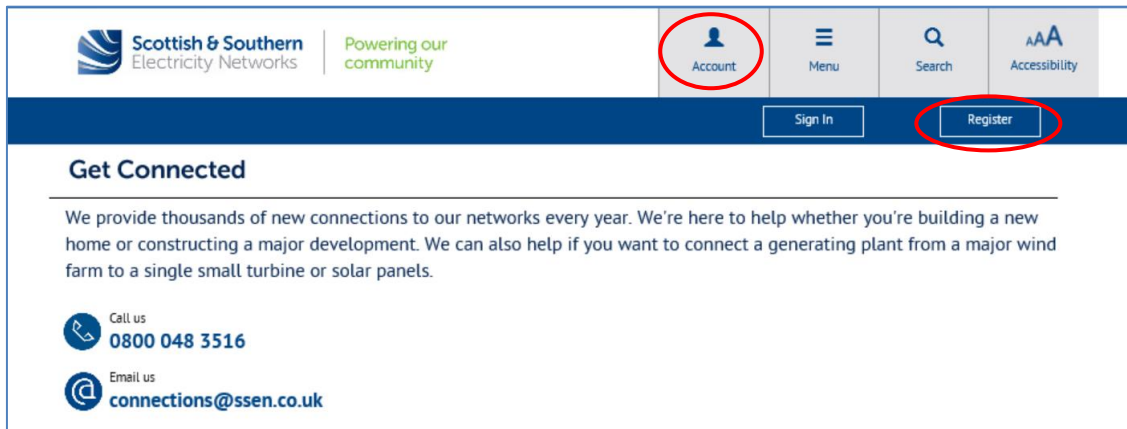 Scottish & Southern
Electricity Networks
Powering our
community
Account
Menu
Search
AAA
Accessibility
Sign In
Register
Get Connected
We provide thousands of new connections to our networks every year. We're here to help whether you're building a new
home or constructing a major development. We can also help if you want to connect a generating plant from a major wind
farm to a single small turbine or solar panels.
Call us
0800 048 3516
Email us
connections@ssen.co.uk